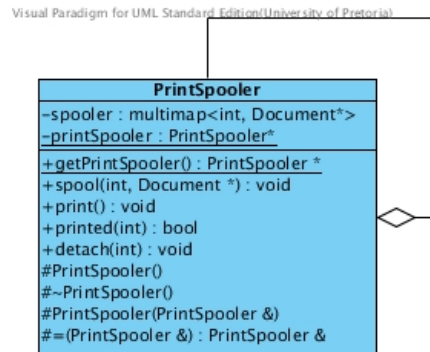 Visual Paradigm for UML Standard Edition(University of Pretoria)
PrintSpooler
-spooler : multimap<int, Document*>
-printSpooler : PrintSpooler*
+getPrintSpooler() : PrintSpooler *
+spool(int, Document *) : void
+print() : void
+printed(int) : bool
+detach(int) : void
#PrintSpooler()
#~PrintSpooler()
#PrintSpooler(PrintSpooler &)
#=(PrintSpooler &) : PrintSpooler &